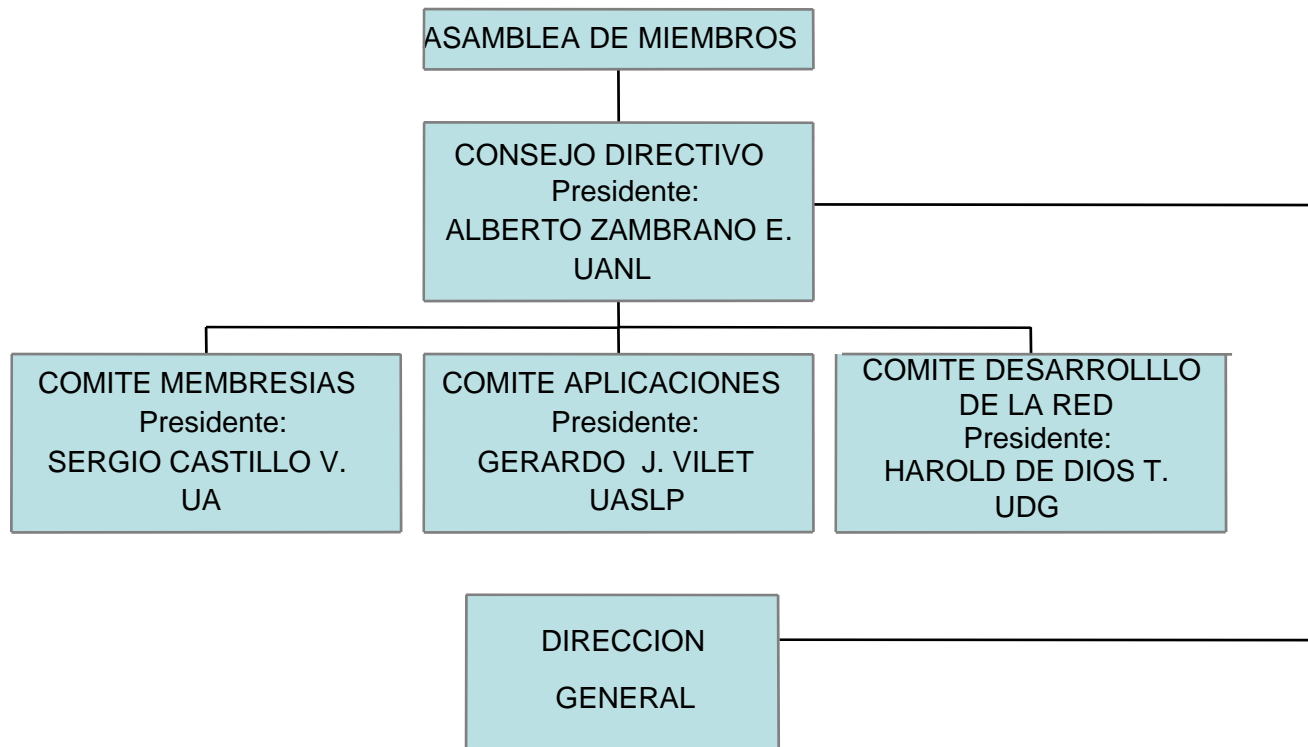 ASAMBLEA DE MIEMBROS
CONSEJO DIRECTIVO
Presidente:
ALBERTO ZAMBRANO E.
UANL
COMITE MEMBRESIAS
Presidente:
SERGIO CASTILLO V.
UA
COMITE APLICACIONES
Presidente:
GERARDO J. VILET
UASLP
COMITE DESARROLLLO
DE LA RED
Presidente:
HAROLD DE DIOS T.
UDG
DIRECCION
GENERAL